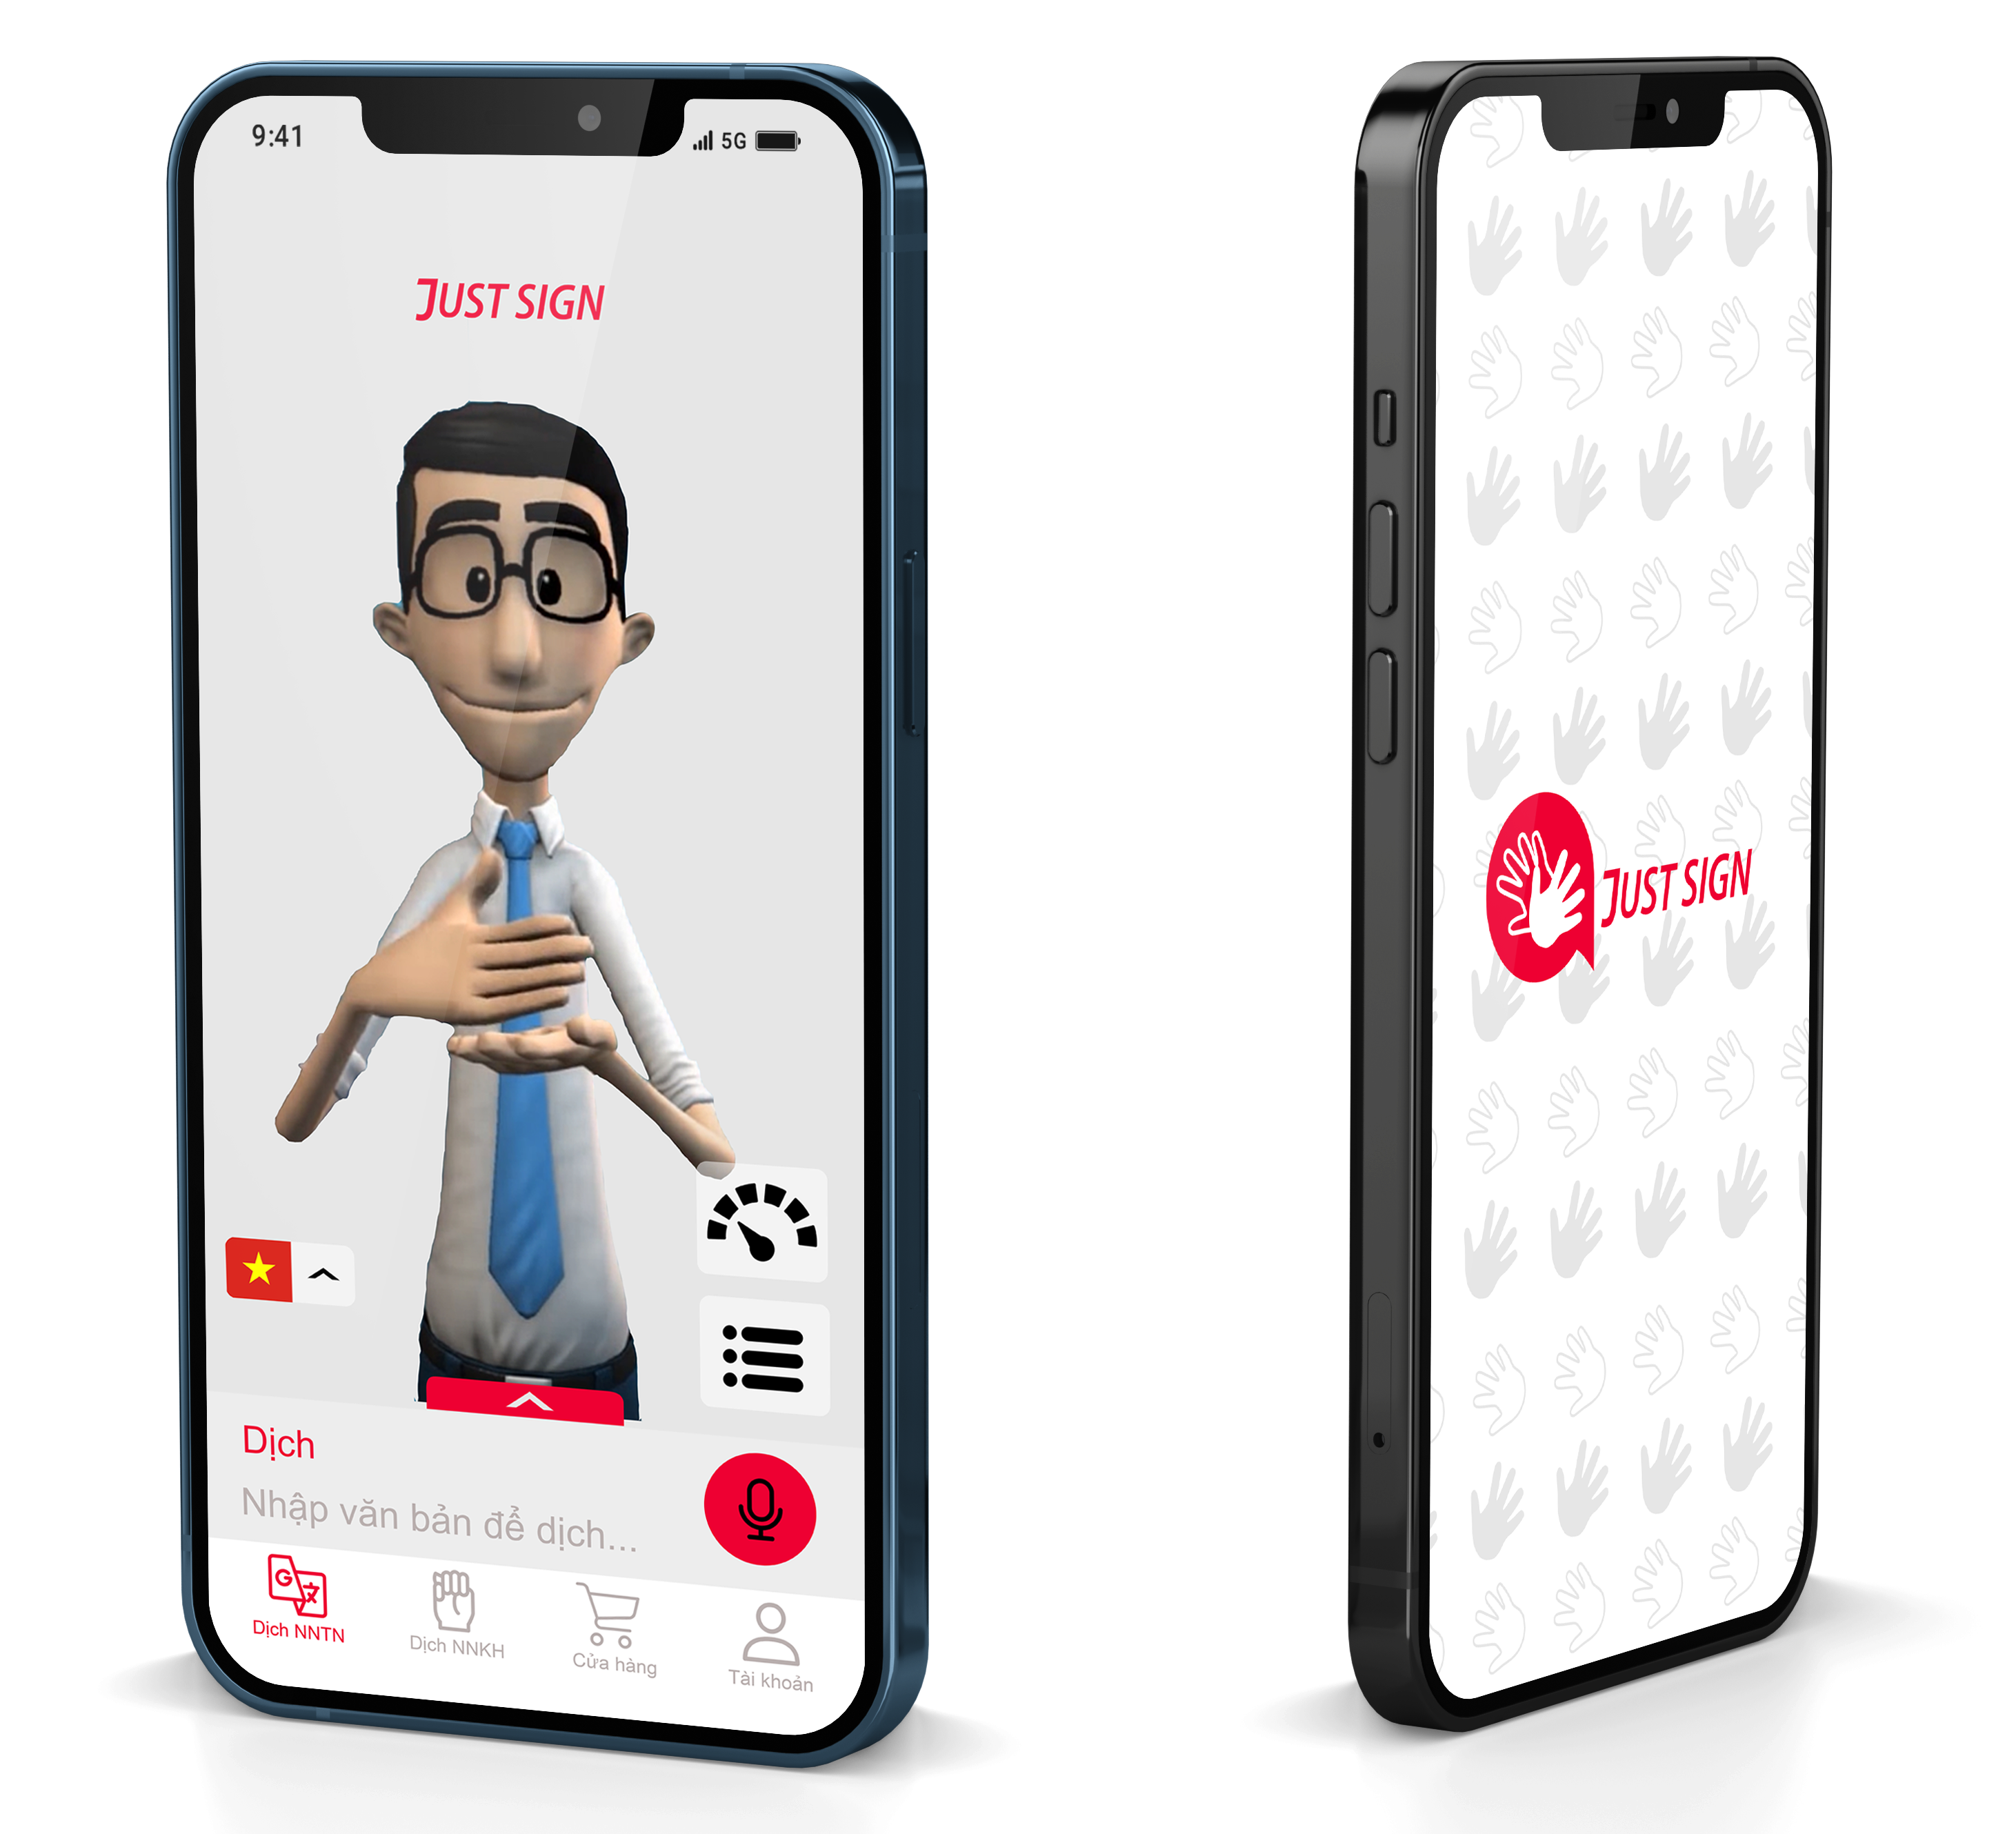 9:41
5G
JUST SIGN
Dịch
Nhập văn bản để dịch...
Dịch NNTN
Dịch NNKH
Cửa hàng
Tài khoản
JUST SIGN